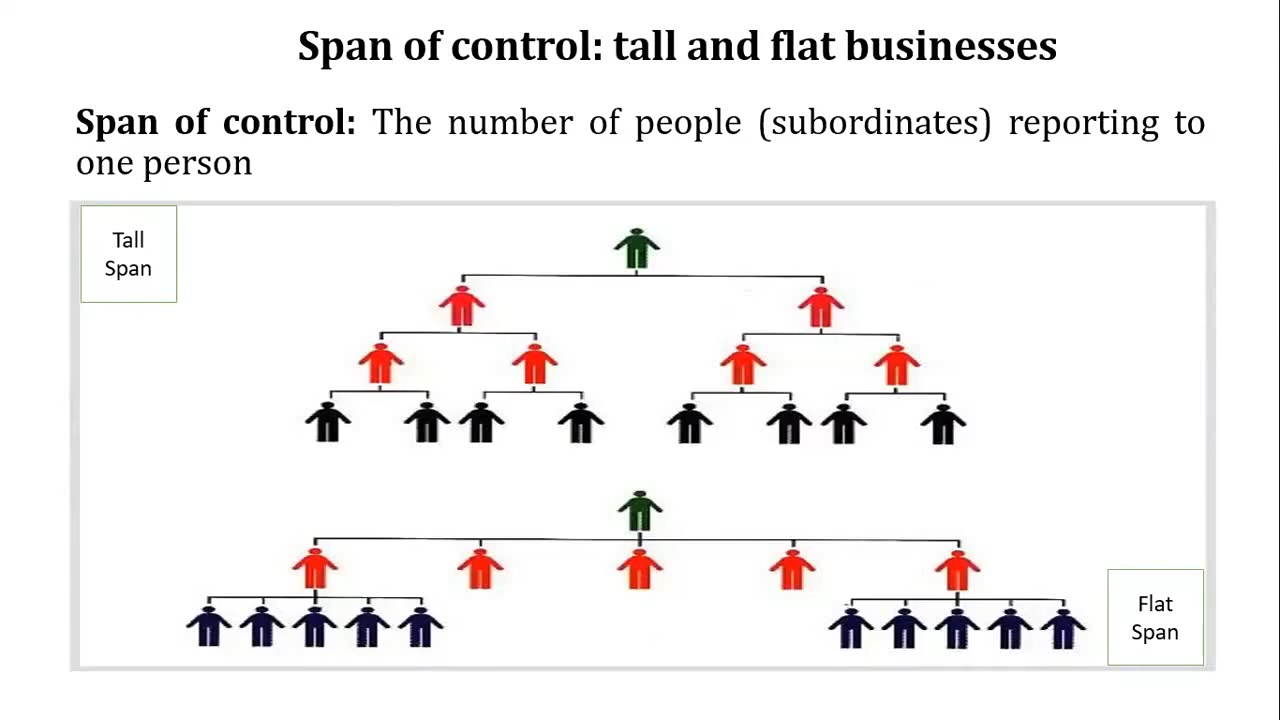 Span of control: tall and flat businesses
Span of control: The number of people (subordinates) reporting to
one person
Tall
Span
Flat
Span